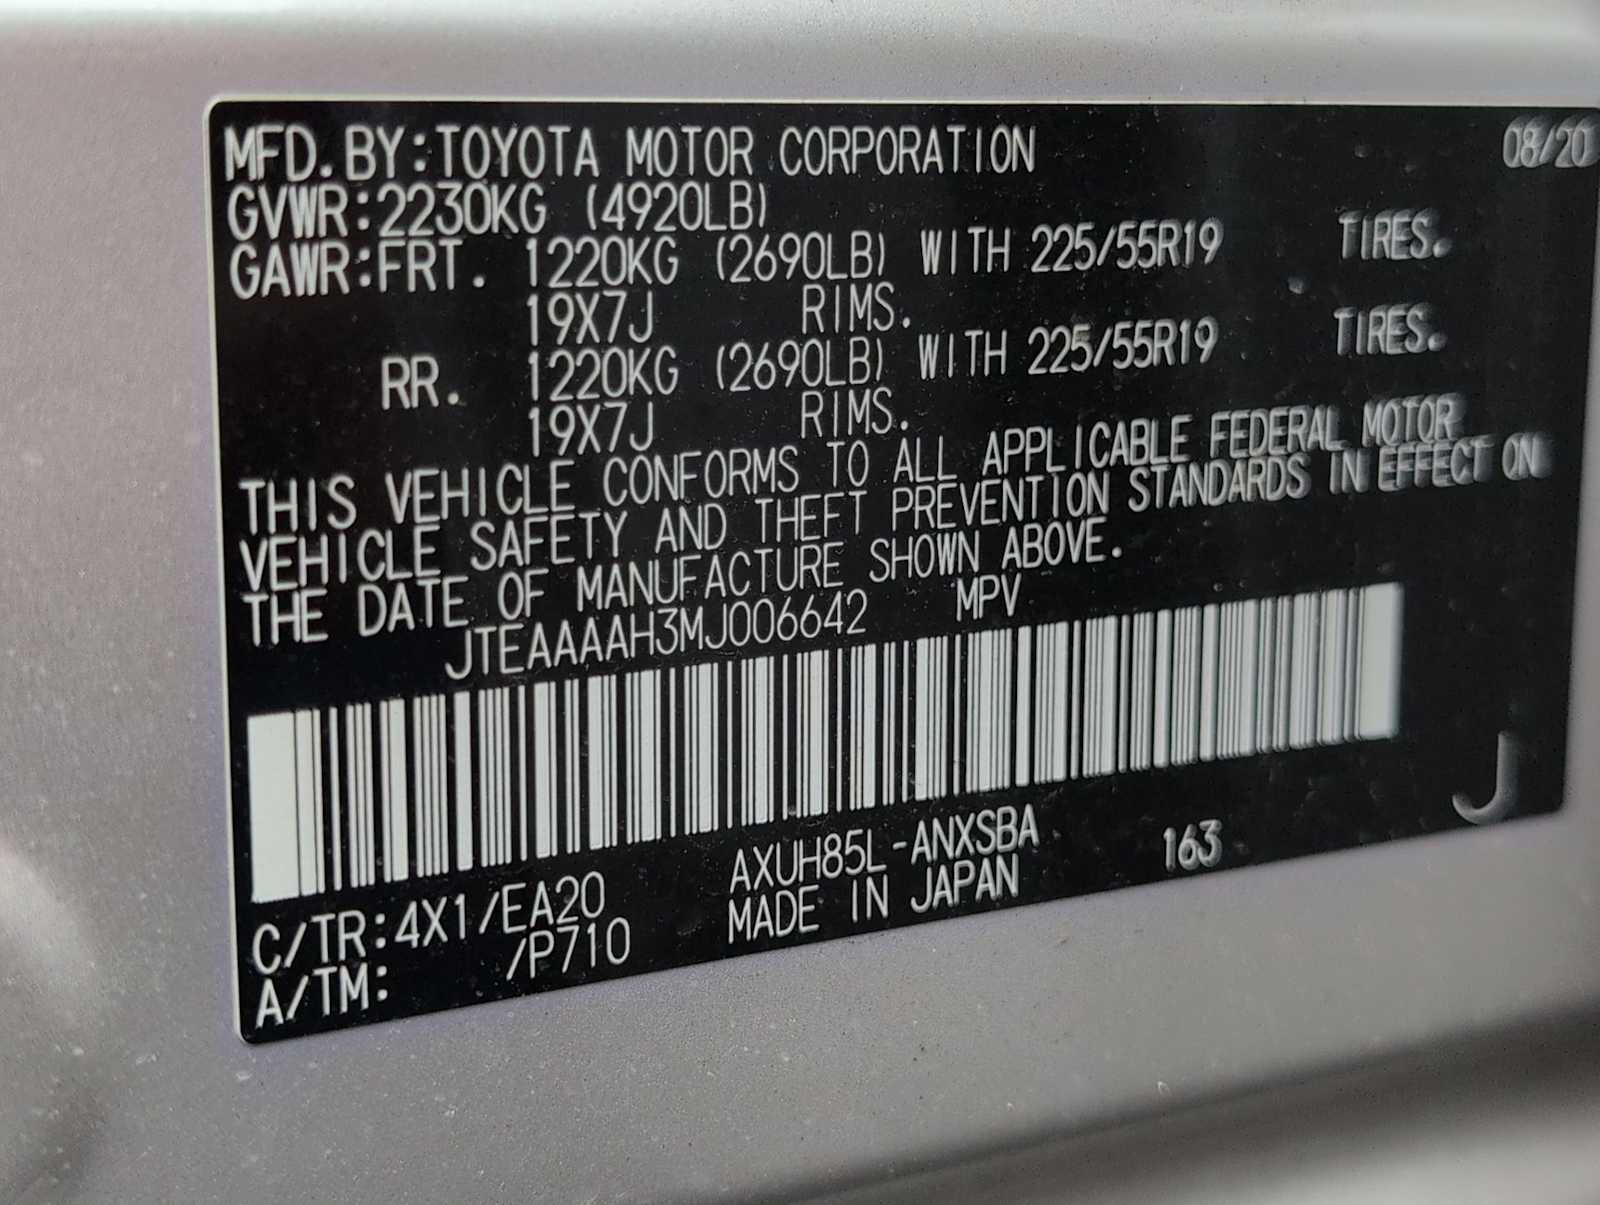 MFD.BY:TOYOTA MOTOR CORPORATION 08/20
GVWR:2230KG (4920LB)
GAWR:FRT. 1220KG (2690LB) WITH 225/55R19 TIRES.
19X7J RIMS.
RR. 1220KG (2690LB) WITH 225/55R19 TIRES.
19X7J RIMS.
THIS VEHICLE CONFORMS TO ALL APPLICABLE FEDERAL MOTOR
VEHICLE SAFETY AND THEFT PREVENTION STANDARDS IN EFFECT ON
THE DATE OF MANUFACTURE SHOWN ABOVE.
JTEAAAAH3MJ006642 MPV
C/TR:4X1/EA20 AXUH85L-ANXSBA 163 J
A/TM: /P710 MADE IN JAPAN